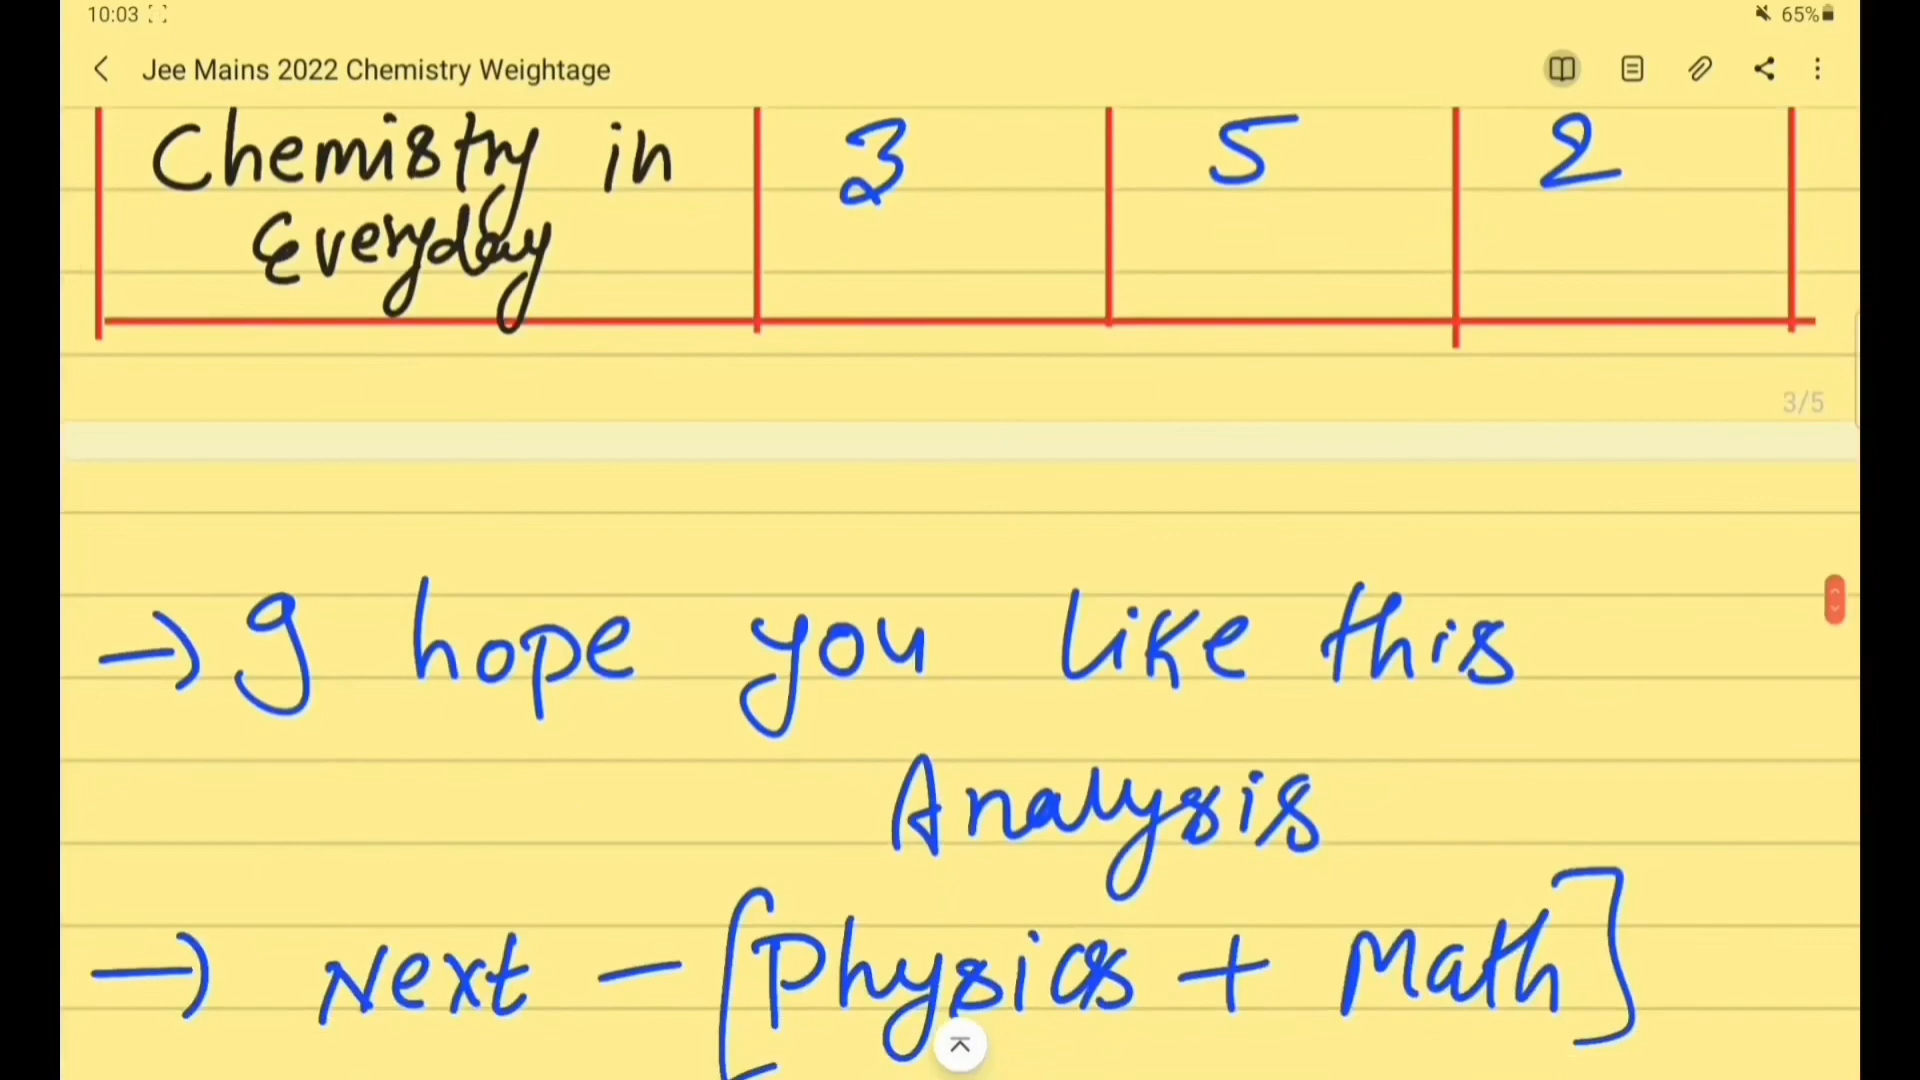 10:03 65%
Jee Mains 2022 Chemistry Weightage
Chemistry in 3 5 2
Everyday
3/5
→ I hope you like this
Analysis
→ Next - [Physics + Math]